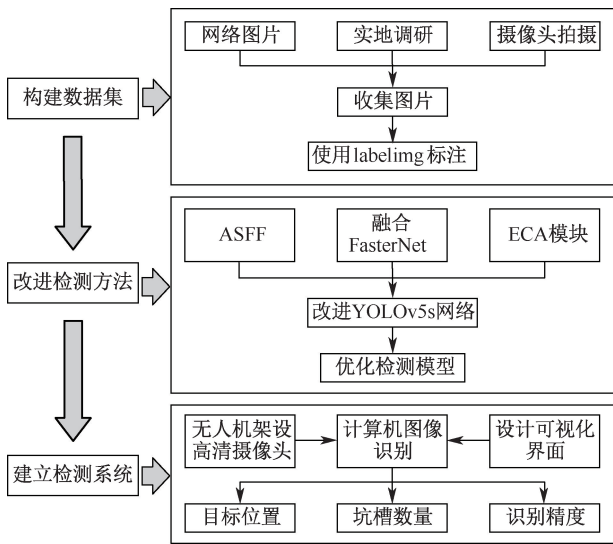 网络图片
实地调研
摄像头拍摄
构建数据集
收集图片
使用labelimg标注
ASFF
融合
FasterNet
ECA模块
改进检测方法
改进YOLOv5s网络
优化检测模型
无人机架设
高清摄像头
计算机图像
识别
设计可视化
界面
建立检测系统
目标位置
坑槽数量
识别精度